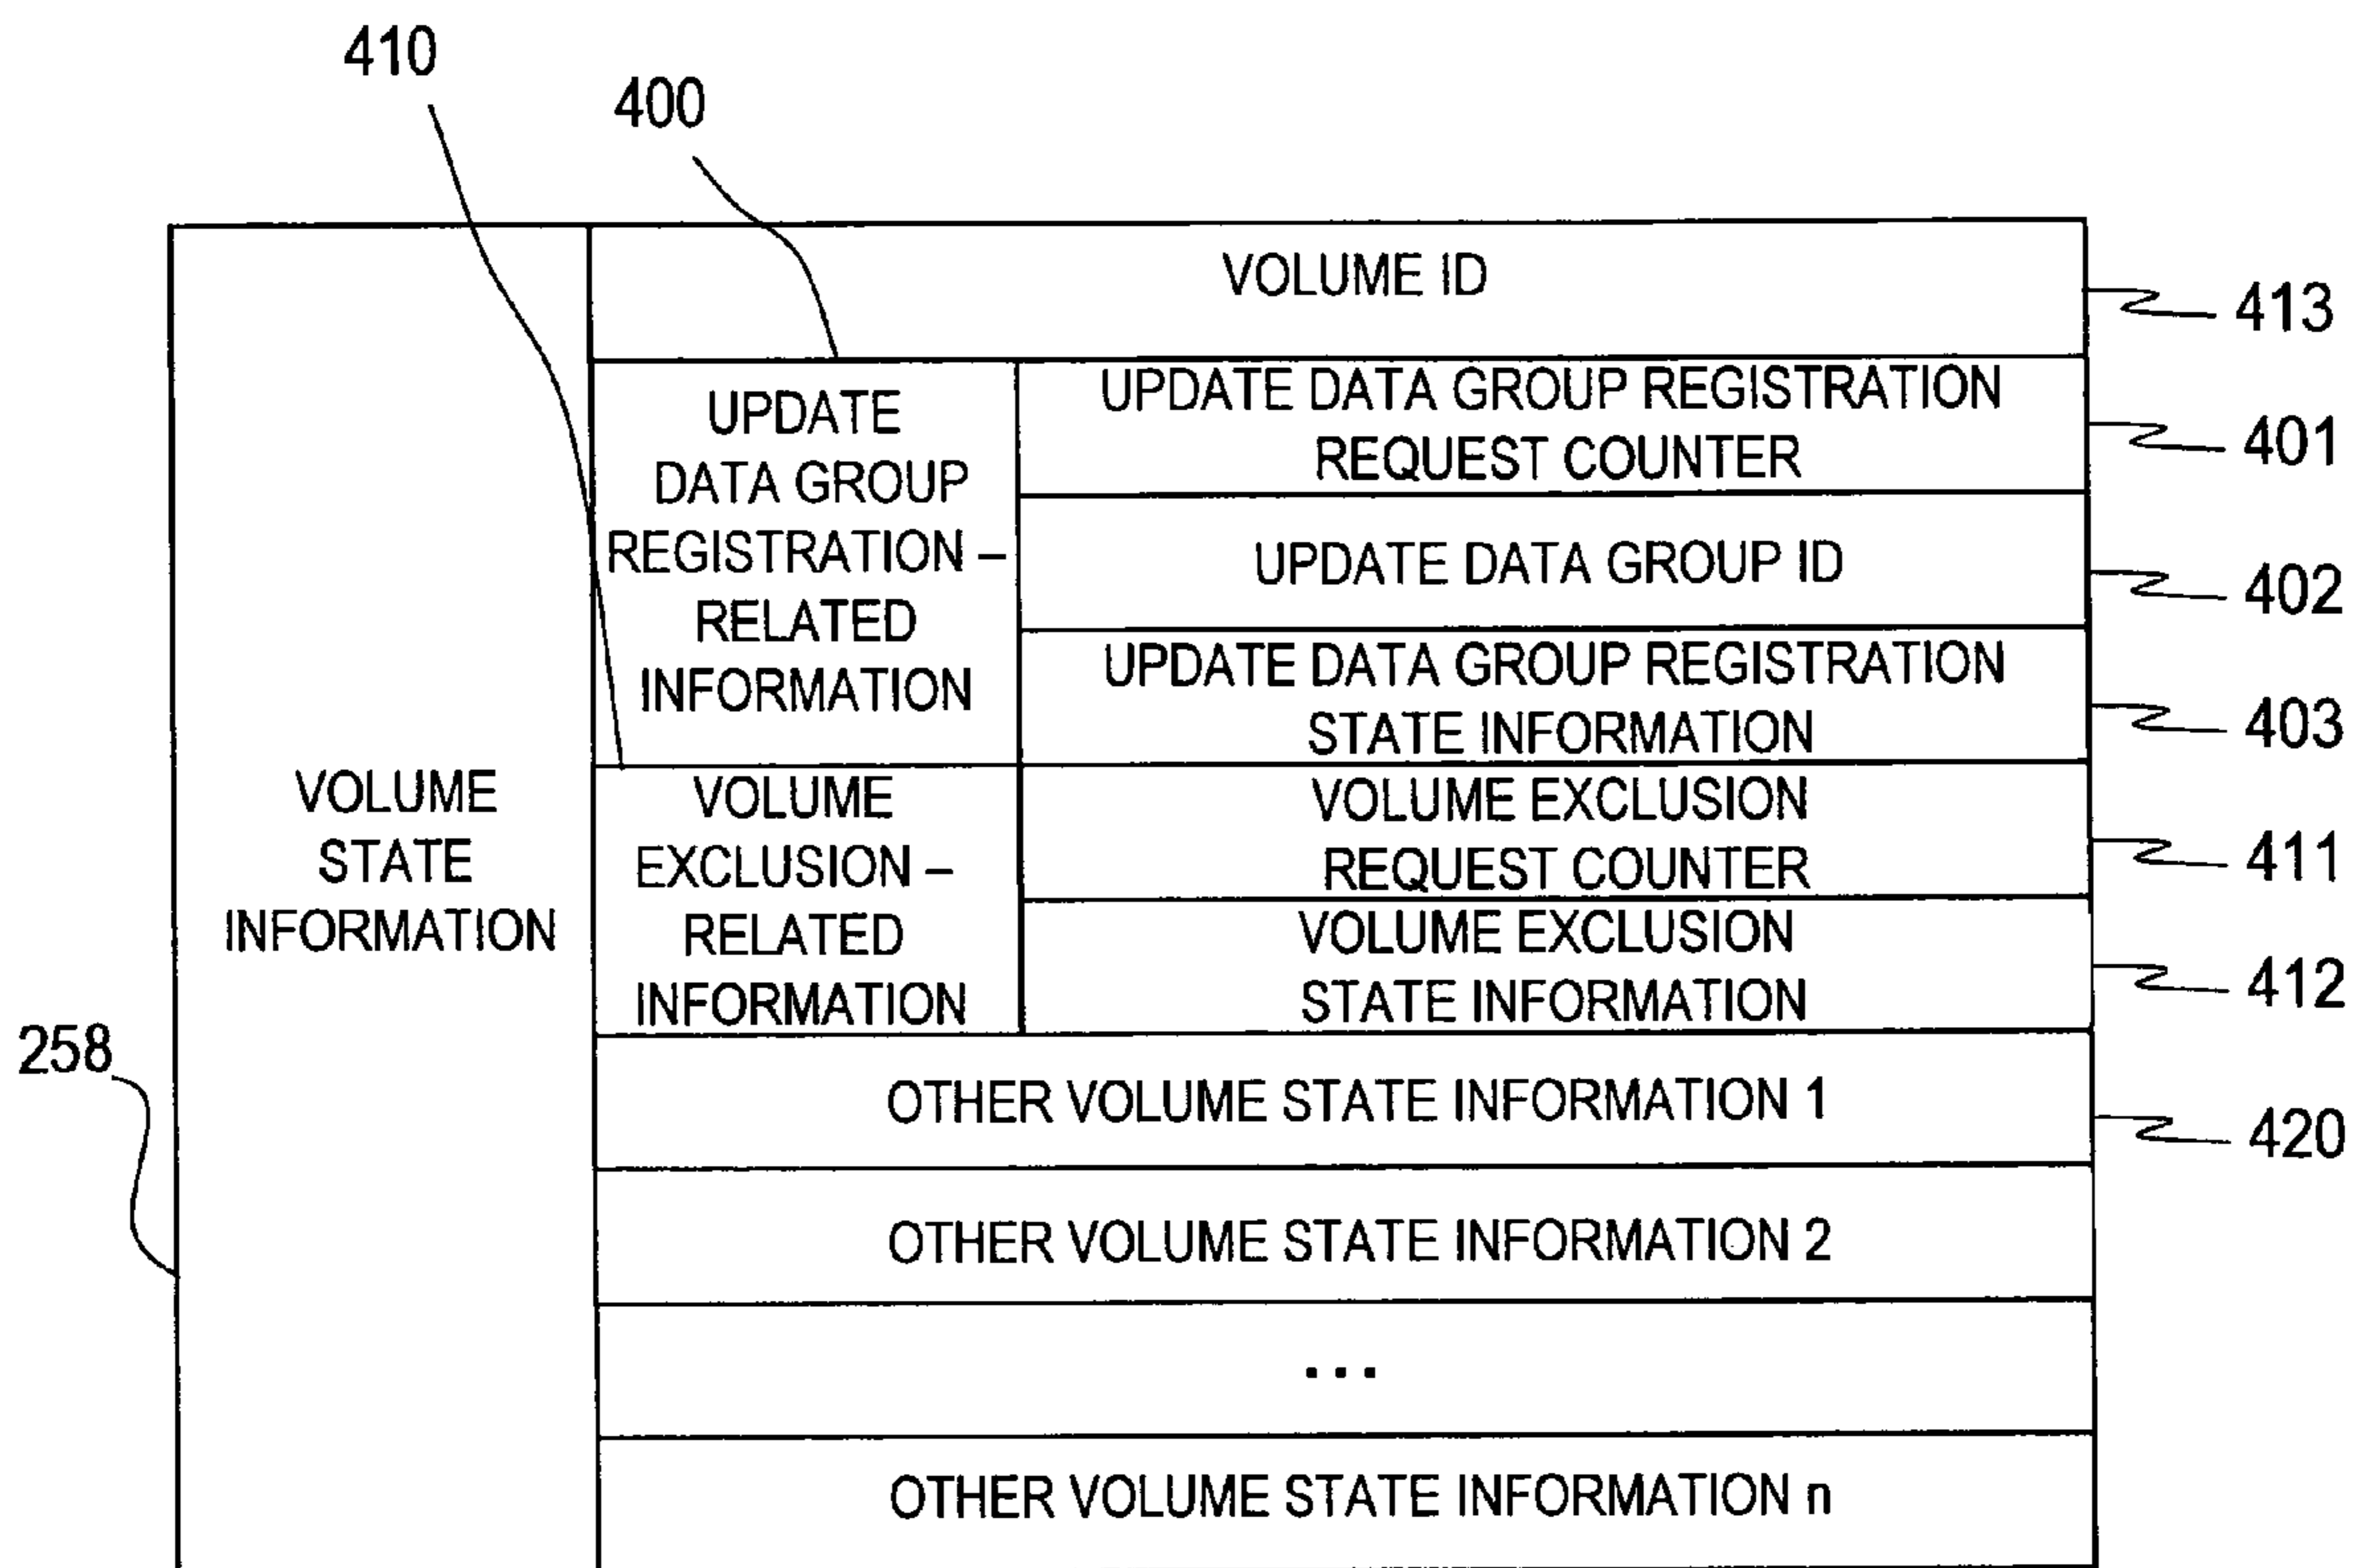 410
400
VOLUME ID
413
UPDATE
DATA GROUP
REGISTRATION –
RELATED
INFORMATION
UPDATE DATA GROUP REGISTRATION
REQUEST COUNTER
401
UPDATE DATA GROUP ID
402
UPDATE DATA GROUP REGISTRATION
STATE INFORMATION
403
VOLUME
STATE
INFORMATION
VOLUME
EXCLUSION –
RELATED
INFORMATION
VOLUME EXCLUSION
REQUEST COUNTER
411
VOLUME EXCLUSION
STATE INFORMATION
412
258
OTHER VOLUME STATE INFORMATION 1
420
OTHER VOLUME STATE INFORMATION 2
...
OTHER VOLUME STATE INFORMATION n